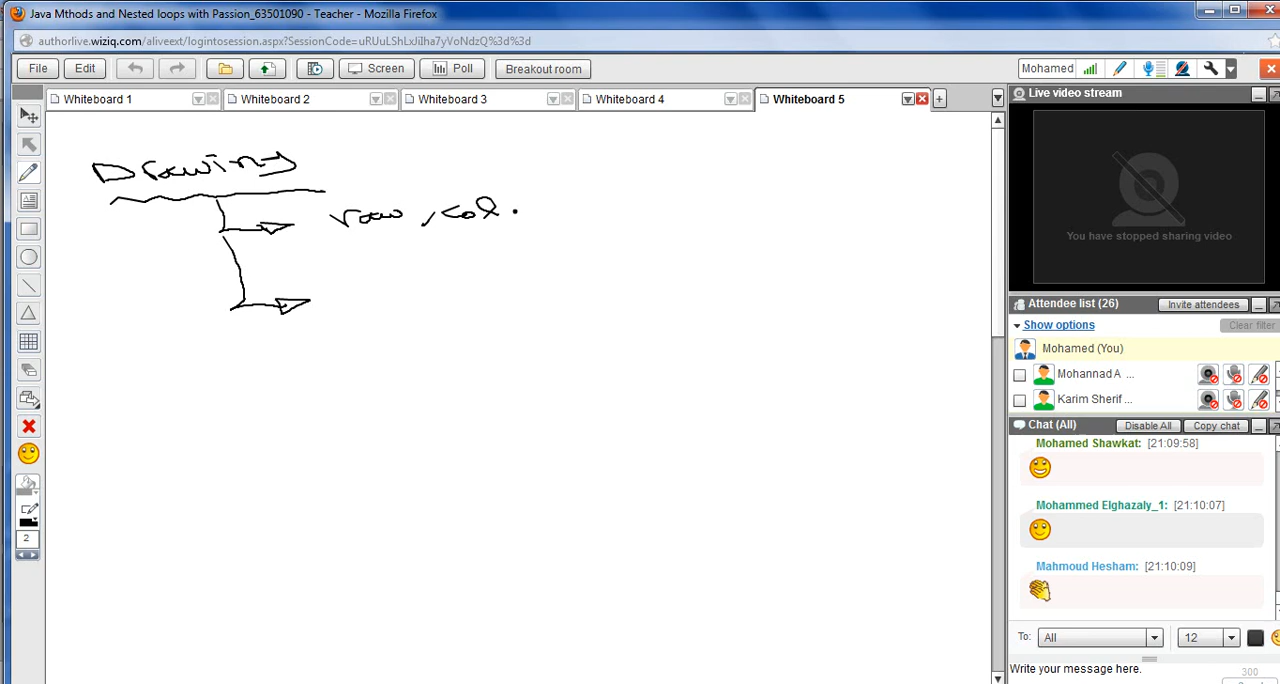 Java Mthods and Nested loops with Passion_63501090 - Teacher - Mozilla Firefox
authorlive.wiziq.com/aliveext/logintosession.aspx?SessionCode=uRUuLShLxJiIha7yVoNdzQ%3d%3d
File Edit Screen Poll Breakout room Mohamed
Whiteboard 1 Whiteboard 2 Whiteboard 3 Whiteboard 4 Whiteboard 5
Live video stream
You have stopped sharing video
Drawing
row , col .
Attendee list (26) Invite attendees
Show options Clear filter
Mohamed (You)
Mohannad A ...
Karim Sherif ...
Chat (All) Disable All Copy chat
Mohamed Shawkat: [21:09:58]
Mohammed Elghazaly_1: [21:10:07]
Mahmoud Hesham: [21:10:09]
2
To: All 12
Write your message here. 300